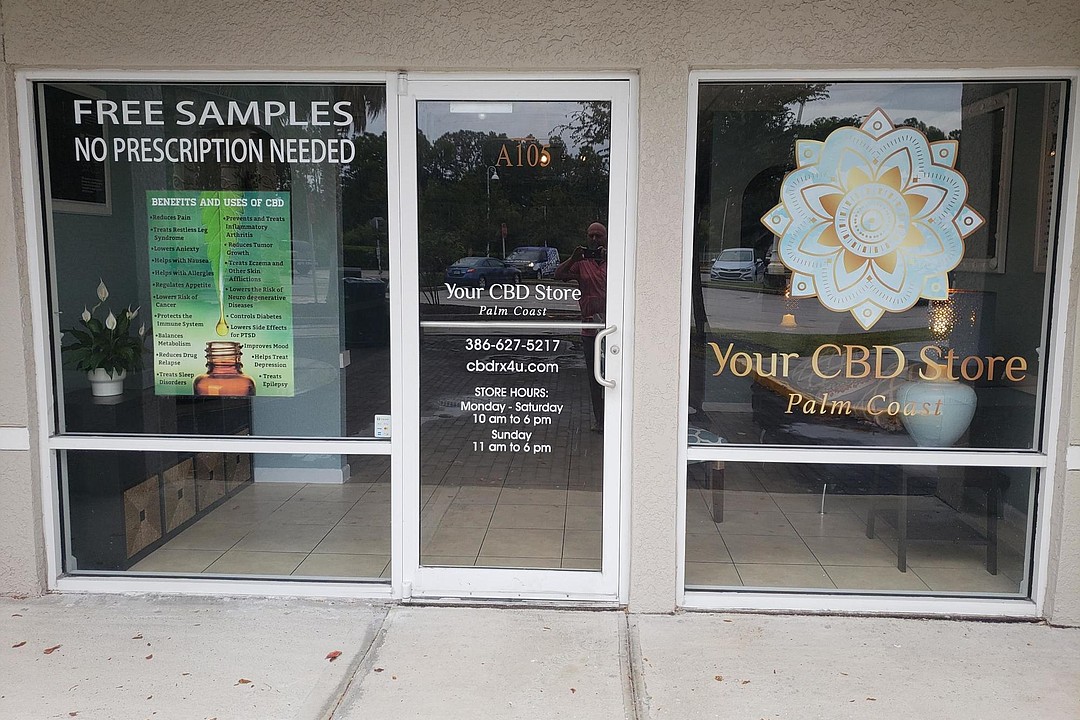 FREE SAMPLES
NO PRESCRIPTION NEEDED
BENEFITS AND USES OF CBD
•Reduces Pain
•Treats Restless Leg
Syndrome
•Lowers Anxiety
•Helps with Nausea
•Helps with Allergies
•Regulates Appetite
•Lowers Risk of
Cancer
•Protects the
Immune System
•Balances
Metabolism
•Reduces Drug
Relapse
•Treats Sleep
Disorders
•Prevents and Treats
Inflammatory
Arthritis
•Reduces Tumor
Growth
•Treats Eczema and
Other Skin
Afflictions
•Lowers the Risk of
Neuro degenerative
Diseases
•Controls Diabetes
•Lowers Side Effects
for PTSD
•Improves Mood
•Helps Treat
Depression
•Treats
Epilepsy
A105
Your CBD Store
Palm Coast
386-627-5217
cbdrx4u.com
STORE HOURS:
Monday - Saturday
10 am to 6 pm
Sunday
11 am to 6 pm
Your CBD Store
Palm Coast